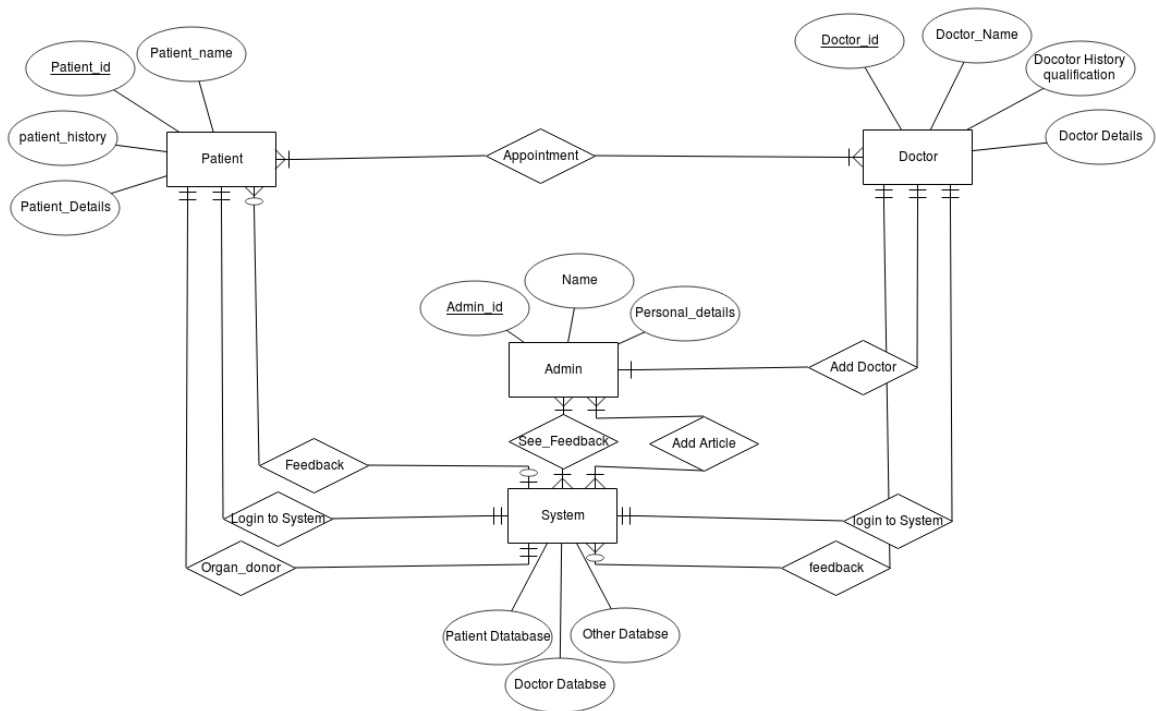 Patient_name
Patient_id
patient_history
Patient_Details
Patient
Appointment
Doctor_id
Doctor_Name
Docotor History
qualification
Doctor Details
Doctor
Name
Admin_id
Personal_details
Admin
Add Doctor
See_Feedback
Add Article
Feedback
Login to System
System
login to System
Organ_donor
feedback
Patient Dtatabase
Other Databse
Doctor Databse